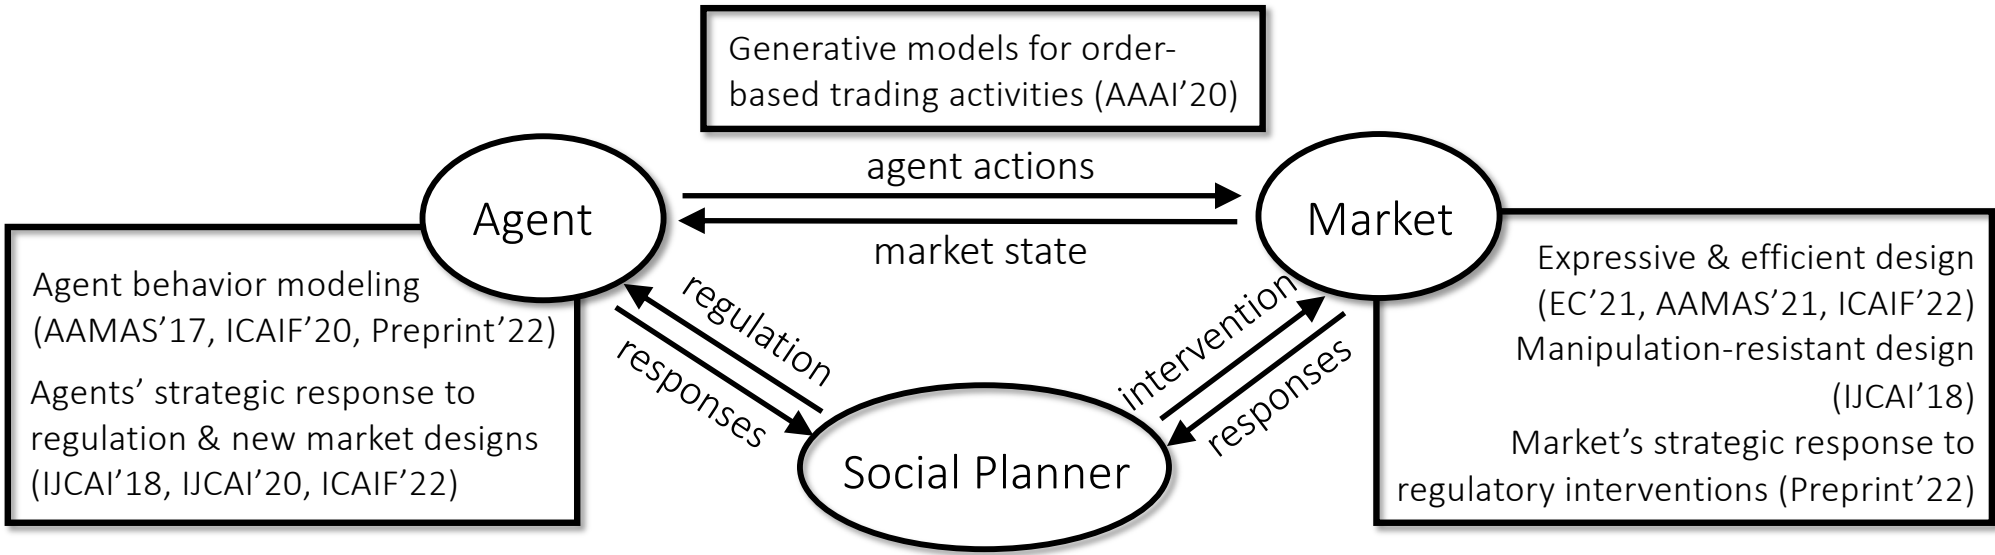 Generative models for order-
based trading activities (AAAI’20)
agent actions
Agent
Market
market state
Agent behavior modeling
(AAMAS’17, ICAIF’20, Preprint’22)
Agents’ strategic response to
regulation & new market designs
(IJCAI’18, IJCAI’20, ICAIF’22)
regulation
responses
Social Planner
intervention
responses
Expressive & efficient design
(EC’21, AAMAS’21, ICAIF’22)
Manipulation-resistant design
(IJCAI’18)
Market’s strategic response to
regulatory interventions (Preprint’22)